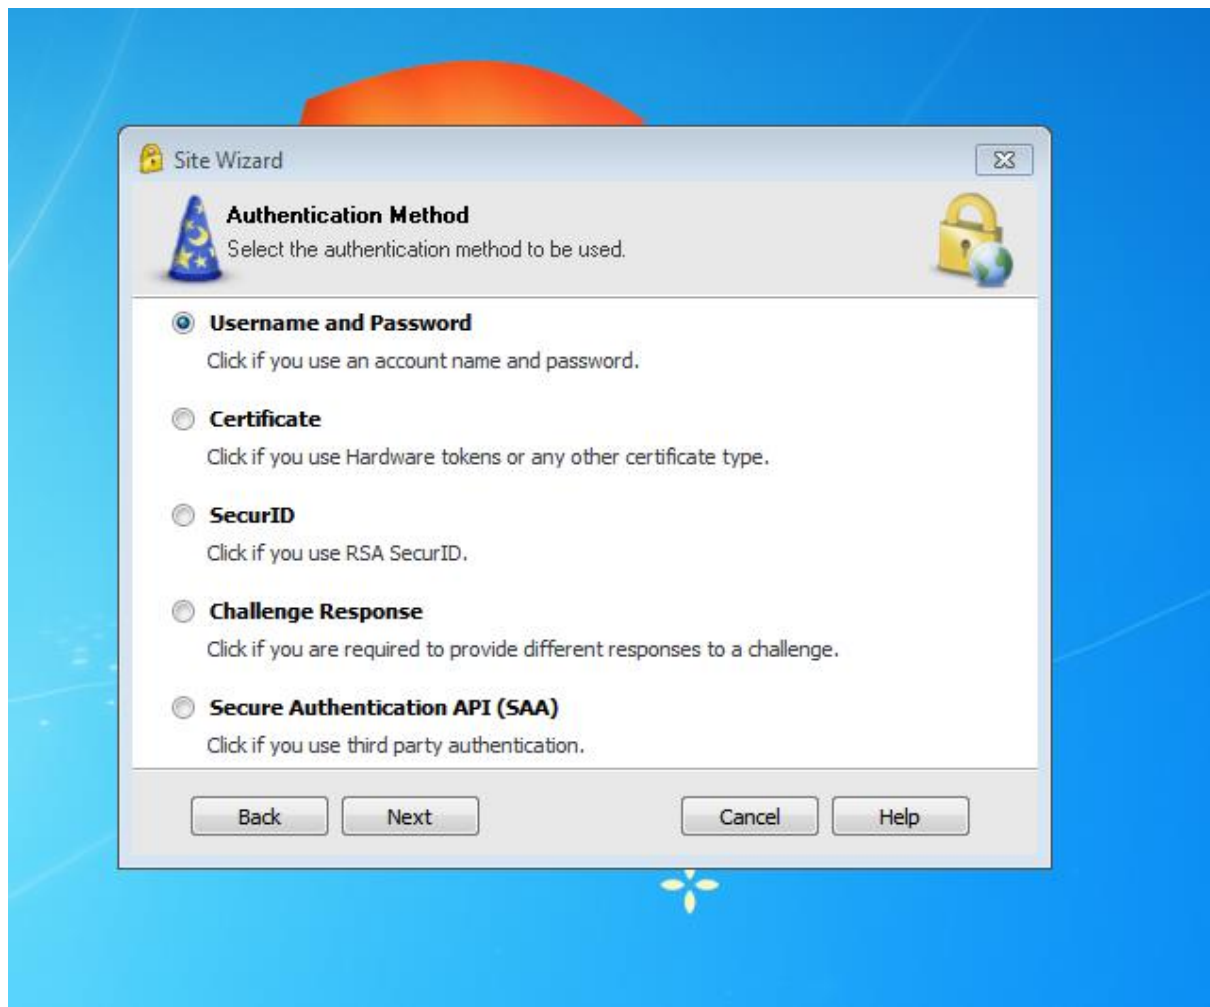 Site Wizard
Authentication Method
Select the authentication method to be used.
Username and Password
Click if you use an account name and password.
Certificate
Click if you use Hardware tokens or any other certificate type.
SecurID
Click if you use RSA SecurID.
Challenge Response
Click if you are required to provide different responses to a challenge.
Secure Authentication API (SAA)
Click if you use third party authentication.
Back Next Cancel Help